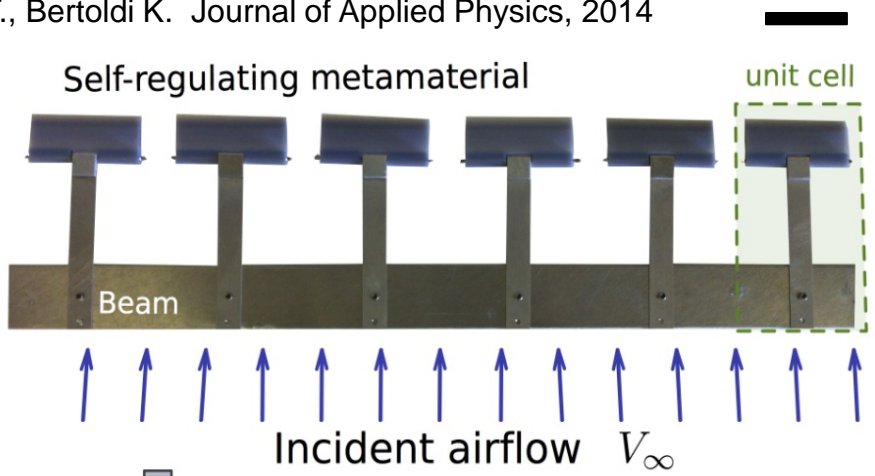 ., Bertoldi K. Journal of Applied Physics, 2014
Self-regulating metamaterial
unit cell
Beam
Incident airflow V∞